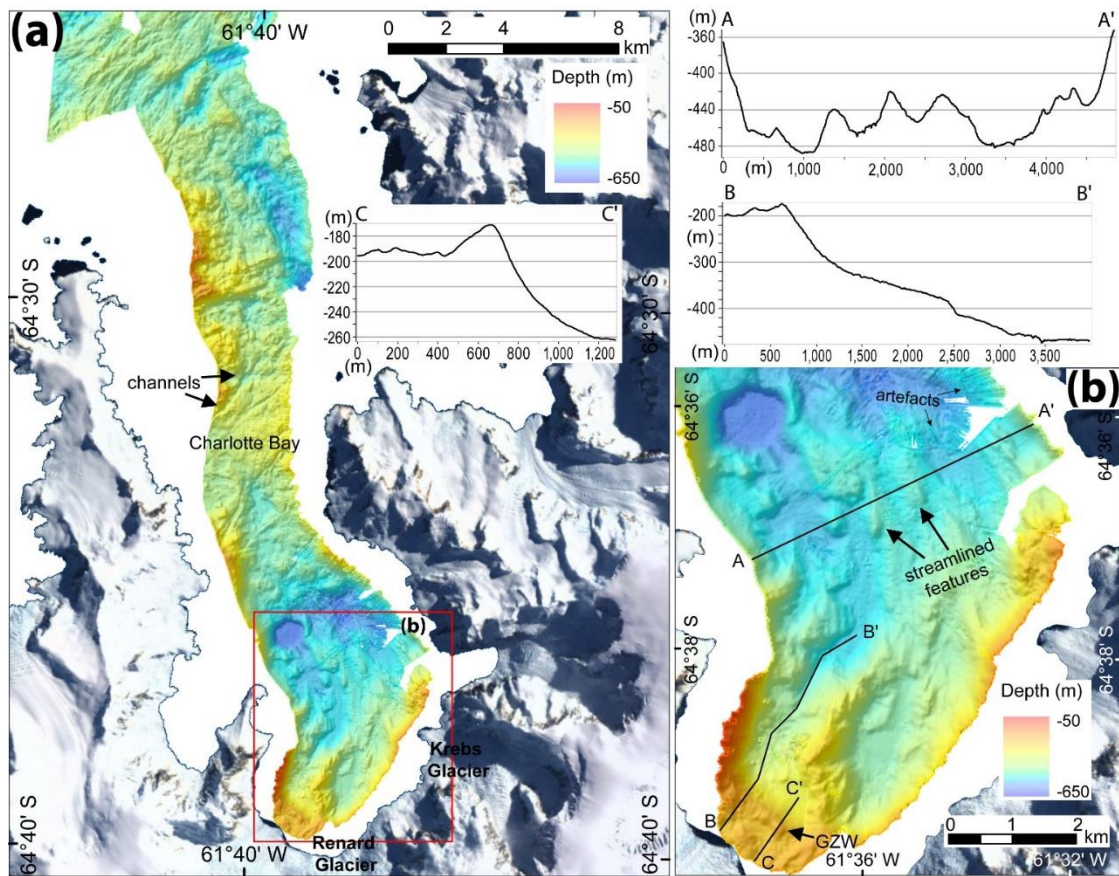 (a)
61°40' W
0 2 4 6 8
km
Depth (m)
-50
-650
64°30' S
64°30' S
(m) C C'
-180
-200
-220
-240
-260
0 200 400 600 800 1,000 1,200
(m)
channels
Charlotte Bay
(b)
Krebs
Glacier
Renard
Glacier
64°40' S
61°40' W
64°40' S
(m) A A'
-360
-400
-440
-480
0 1,000 2,000 3,000 4,000
(m)
(m) B B'
-200
(m)
-300
-400
0 500 1,000 1,500 2,000 2,500 3,000 3,500
(m)
64°36' S
artefacts
(b)
A'
64°36' S
A
streamlined
features
B'
64°38' S
64°38' S
Depth (m)
-50
-650
C'
B
GZW
C
0 1 2
km
61°36' W
61°32' W